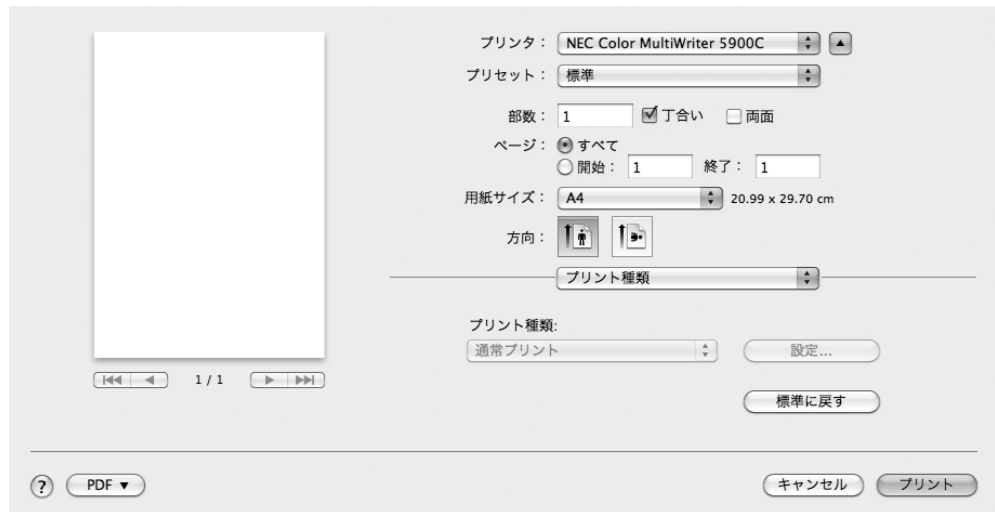 プリンタ： NEC Color MultiWriter 5900C
プリセット： 標準
部数： 1 丁合い 両面
ページ： すべて
開始： 1 終了： 1
用紙サイズ： A4 20.99 x 29.70 cm
方向：
プリント種類
プリント種類:
通常プリント 設定...
1 / 1
標準に戻す
? PDF ▼ キャンセル プリント